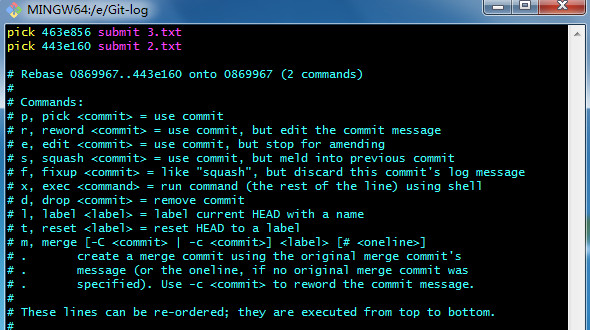 MINGW64:/e/Git-log
pick 463e856 submit 3.txt
pick 443e160 submit 2.txt
# Rebase 0869967..443e160 onto 0869967 (2 commands)
#
# Commands:
# p, pick <commit> = use commit
# r, reword <commit> = use commit, but edit the commit message
# e, edit <commit> = use commit, but stop for amending
# s, squash <commit> = use commit, but meld into previous commit
# f, fixup <commit> = like "squash", but discard this commit's log message
# x, exec <command> = run command (the rest of the line) using shell
# d, drop <commit> = remove commit
# l, label <label> = label current HEAD with a name
# t, reset <label> = reset HEAD to a label
# m, merge [-C <commit> | -c <commit>] <label> [# <oneline>]
# .       create a merge commit using the original merge commit's
# .       message (or the oneline, if no original merge commit was
# .       specified). Use -c <commit> to reword the commit message.
#
# These lines can be re-ordered; they are executed from top to bottom.
#